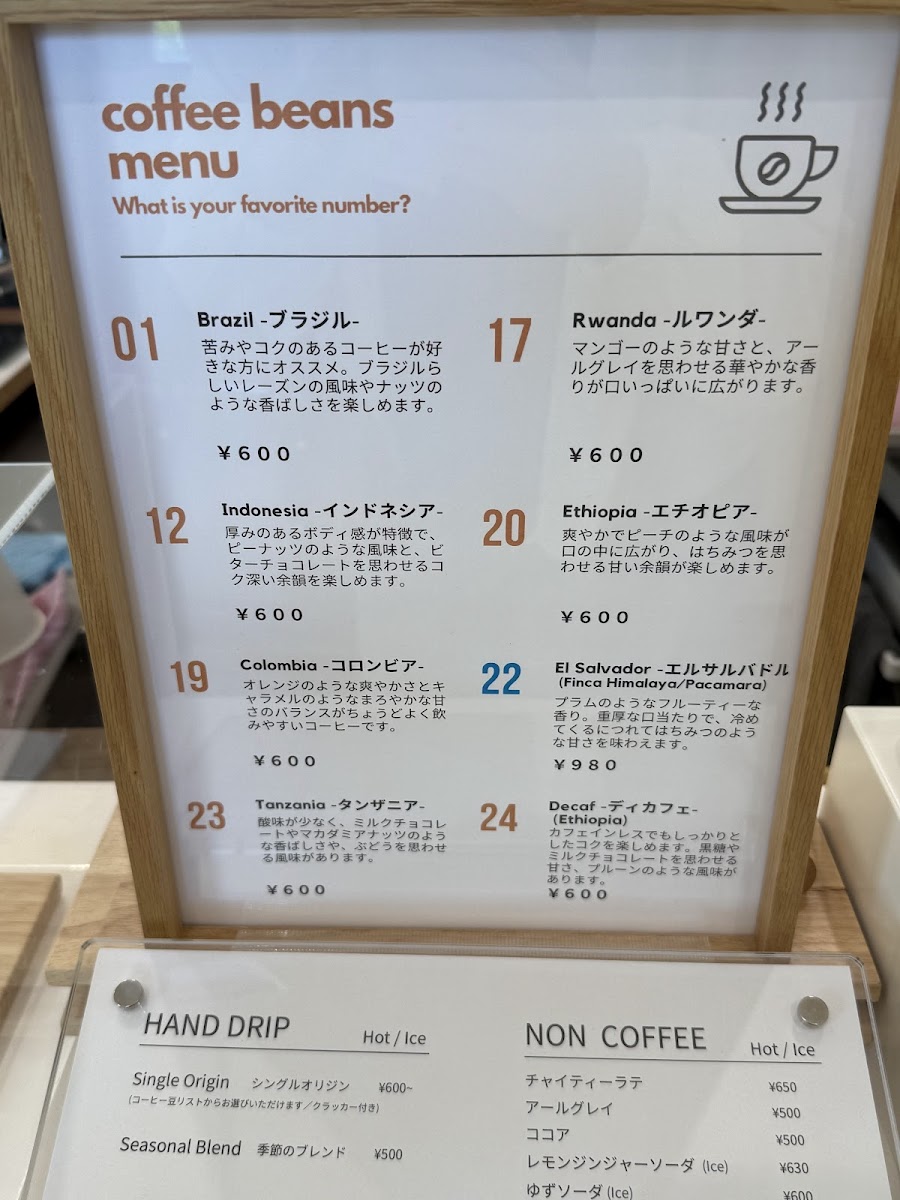 coffee beans
menu
What is your favorite number?
01
Brazil -ブラジル-
苦みやコクのあるコーヒーが好
きな方にオススメ。ブラジルら
しいレーズンの風味やナッツの
ような香ばしさを楽しめます。
¥600
12
Indonesia -インドネシア-
厚みのあるボディ感が特徴で、
ピーナッツのような風味と、ビ
ターチョコレートを思わせるコ
ク深い余韻を楽しめます。
¥600
19
Colombia -コロンビア-
オレンジのような爽やかさとキ
ャラメルのようなまろやかな甘
さのバランスがちょうどよく飲
みやすいコーヒーです。
¥600
23
Tanzania -タンザニア-
酸味が少なく、ミルクチョコレ
ートやマカダミアナッツのよう
な香ばしさや、ぶどうを思わせ
る風味があります。
¥600
17
Rwanda -ルワンダ-
マンゴーのような甘さと、アー
ルグレイを思わせる華やかな香
りが口いっぱいに広がります。
¥600
20
Ethiopia -エチオピア-
爽やかでピーチのような風味が
口の中に広がり、はちみつを思
わせる甘い余韻が楽しめます。
¥600
22
El Salvador -エルサルバドル
(Finca Himalaya/Pacamara)
プラムのようなフルーティーな
香り。重厚な口当たりで、冷め
てくるにつれてはちみつのよう
な甘さを味わえます。
¥980
24
Decaf -ディカフェ-
(Ethiopia)
カフェインレスでもしっかりと
したコクを楽しめます。黒糖や
ミルクチョコレートを思わせる
甘さ、プルーンのような風味が
あります。
¥600
HAND DRIP Hot / Ice
Single Origin シングルオリジン ¥600~
(コーヒー豆リストからお選びいただけます／クラッカー付き)
Seasonal Blend 季節のブレンド ¥500
NON COFFEE Hot / Ice
チャイティーラテ ¥650
アールグレイ ¥500
ココア ¥500
レモンジンジャーソーダ (Ice) ¥630
ゆずソーダ (Ice) ¥600